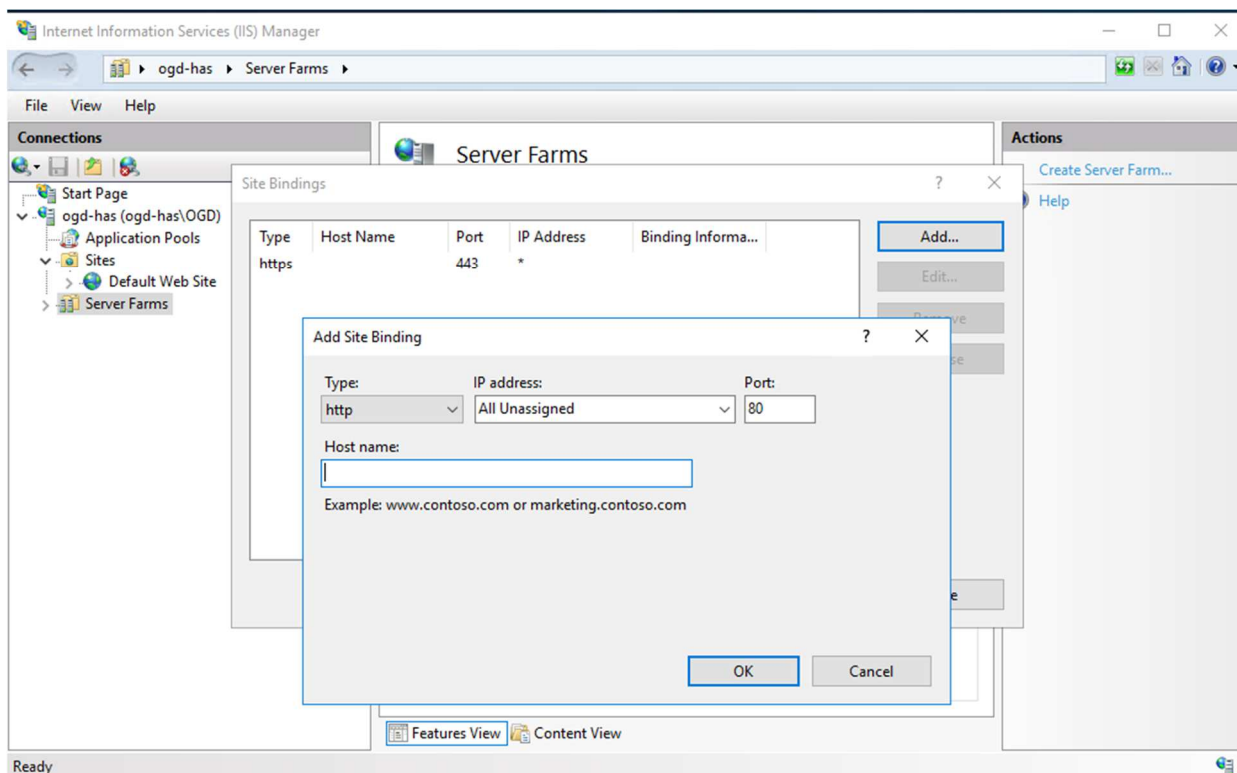 Internet Information Services (IIS) Manager
ogd-has Server Farms
File View Help
Connections
Start Page
ogd-has (ogd-has\OGD)
Application Pools
Sites
Default Web Site
Server Farms
Server Farms
Actions
Create Server Farm...
Help
Site Bindings ?
Type Host Name Port IP Address Binding Informa...
https 443 *
Add...
Edit...
Add Site Binding ?
Type: IP address: Port:
http All Unassigned 80
Host name:
Example: www.contoso.com or marketing.contoso.com
OK Cancel
Features View Content View
Ready